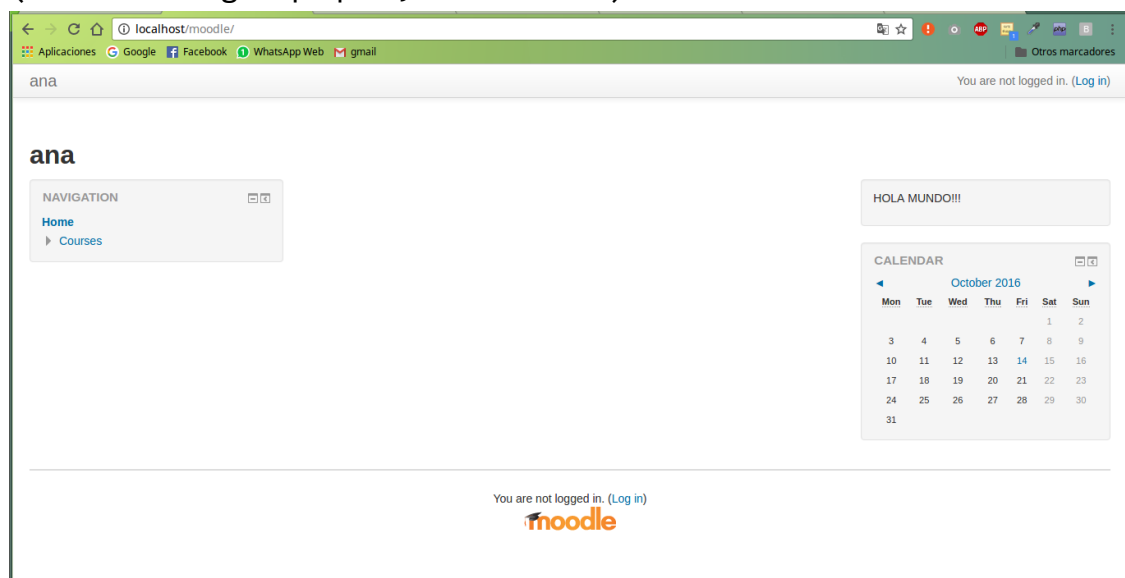 localhost/moodle/
Aplicaciones Google Facebook WhatsApp Web gmail Otros marcadores
ana You are not logged in. (Log in)
ana
NAVIGATION
Home
Courses
HOLA MUNDO!!!
CALENDAR
October 2016
Mon Tue Wed Thu Fri Sat Sun
1 2
3 4 5 6 7 8 9
10 11 12 13 14 15 16
17 18 19 20 21 22 23
24 25 26 27 28 29 30
31
You are not logged in. (Log in)
moodle